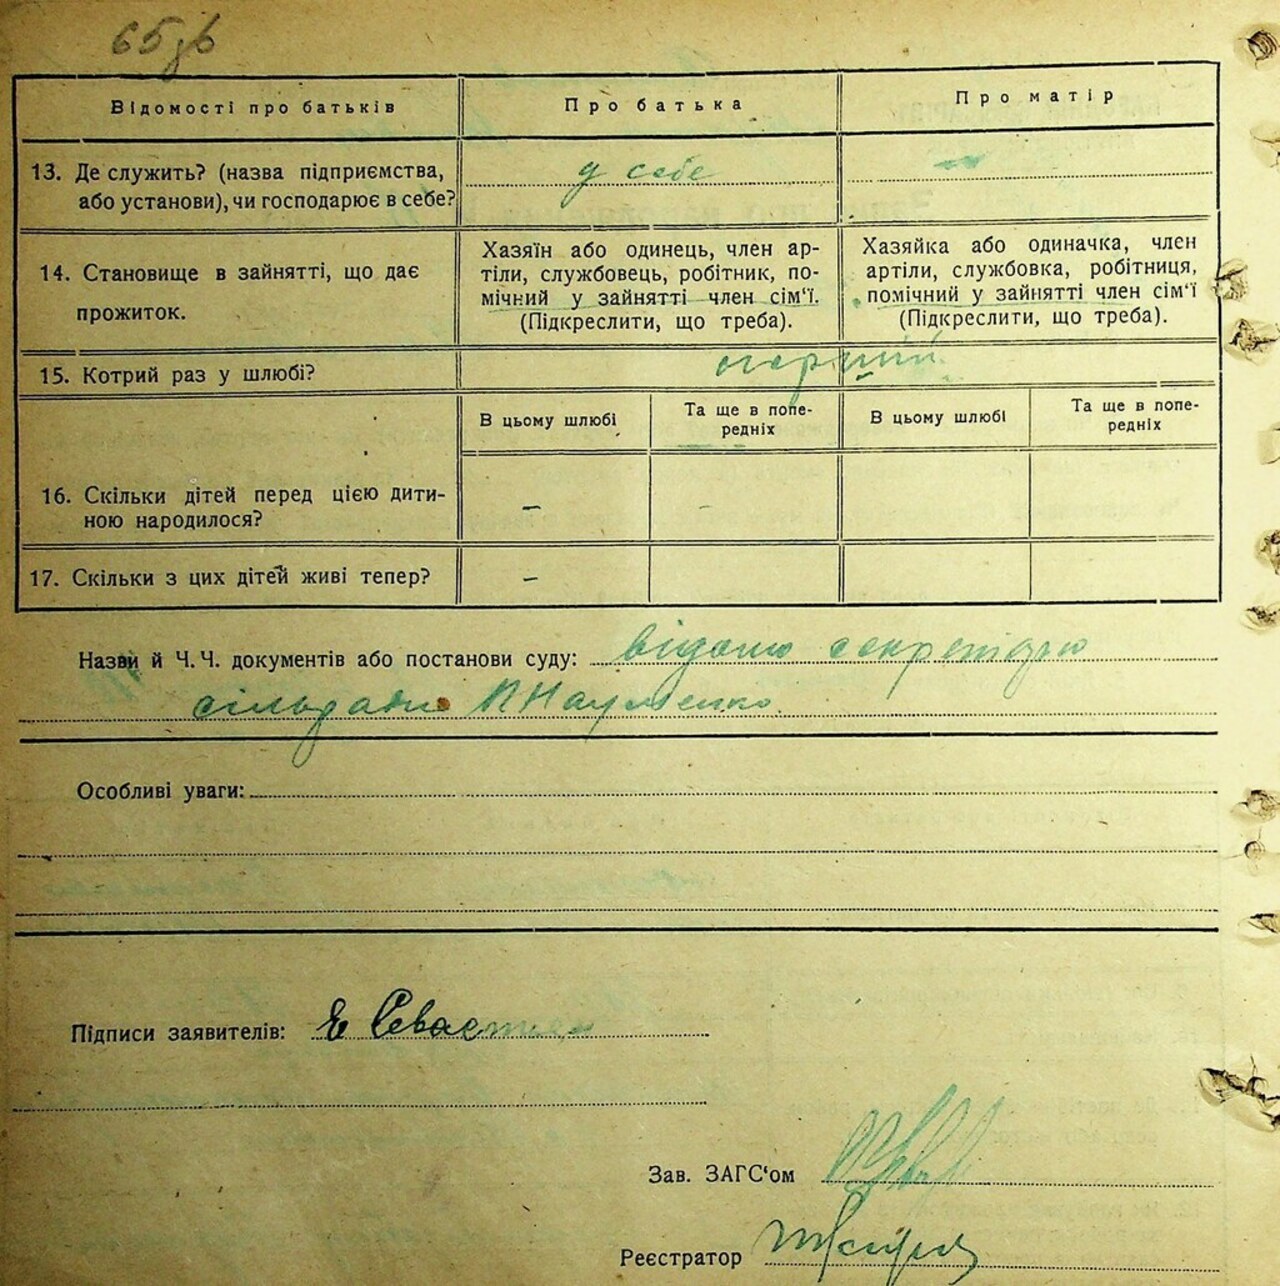 65зв
Відомості про батьків
Про батька
Про матір
13. Де служить? (назва підприємства, або установи), чи господарює в себе?
у себе
14. Становище в зайнятті, що дає прожиток.
Хазяїн або одинець, член ар-
тіли, службовець, робітник, по-
мічний у зайнятті член сім'ї.
(Підкреслити, що треба).
Хазяйка або одиначка, член
артіли, службовка, робітниця,
помічний у зайнятті член сім'ї
(Підкреслити, що треба).
15. Котрий раз у шлюбі?
перший
В цьому шлюбі
Та ще в попе-
редніх
В цьому шлюбі
Та ще в попе-
редніх
16. Скільки дітей перед цією дити-
ною народилося?
–
–
17. Скільки з цих дітей живі тепер?
–
Назви й Ч.Ч. документів або постанови суду: відомо секретарю
сільради Науменко
Особливі уваги:
Підписи заявителів:
Зав. ЗАГС'ом
Реєстратор